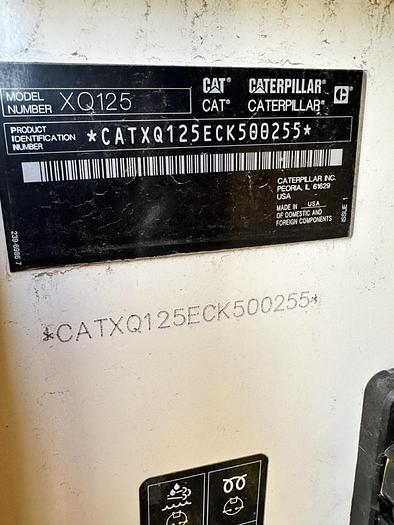 CAT® CATERPILLAR®
MODEL NUMBER XQ125
CAT® CATERPILLAR® C
PRODUCT IDENTIFICATION NUMBER *CATXQ125ECK500255*
CATERPILLAR INC.
PEORIA, IL 61629
USA
MADE IN USA
OF DOMESTIC AND
FOREIGN COMPONENTS
ISSUE 1
*CATXQ125ECK500255*